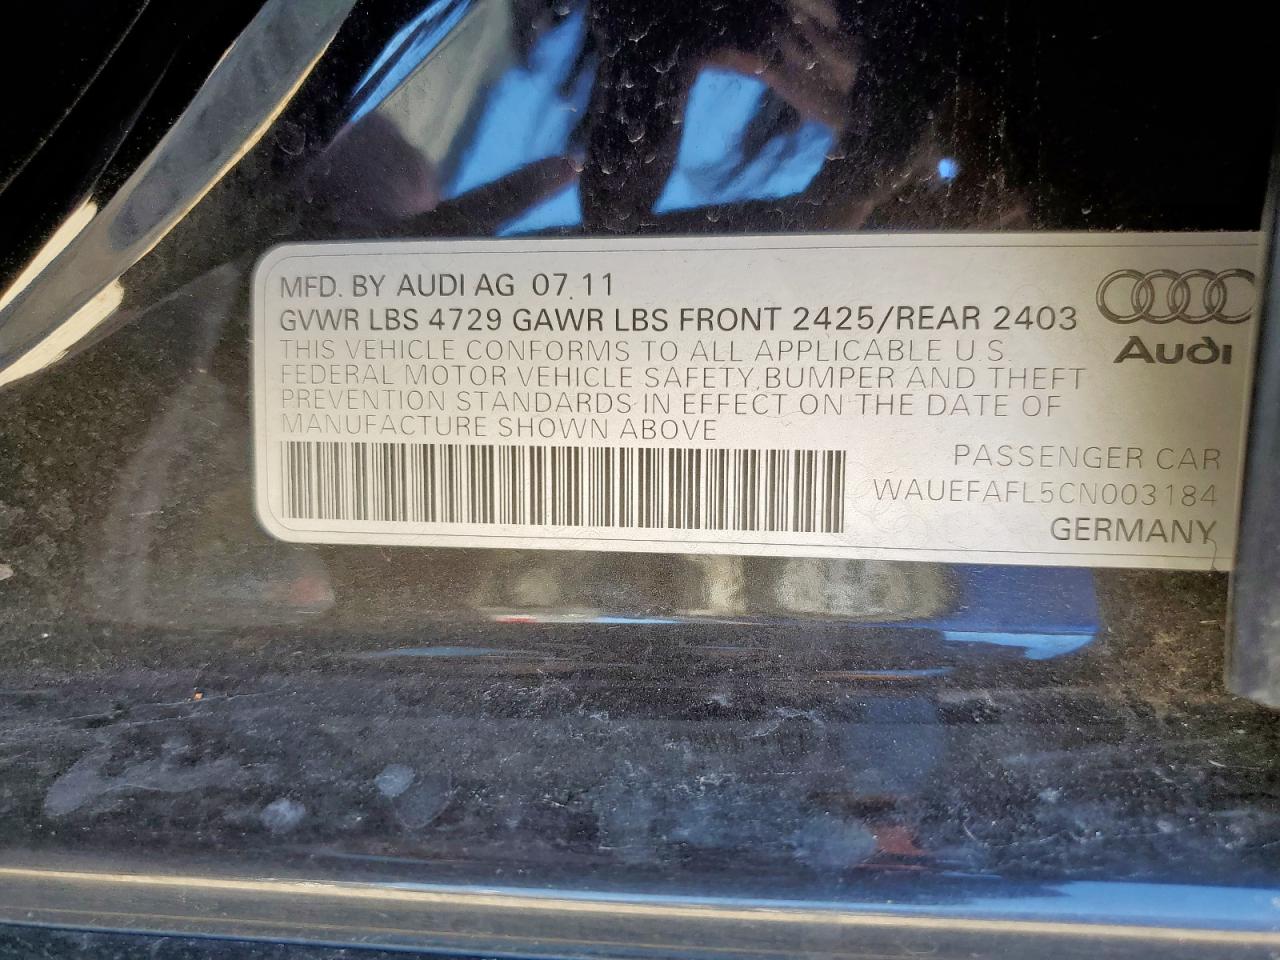 MFD. BY AUDI AG 07.11
GVWR LBS 4729 GAWR LBS FRONT 2425/REAR 2403
THIS VEHICLE CONFORMS TO ALL APPLICABLE U.S.
FEDERAL MOTOR VEHICLE SAFETY,BUMPER AND THEFT
PREVENTION STANDARDS IN EFFECT ON THE DATE OF
MANUFACTURE SHOWN ABOVE
Audi
PASSENGER CAR
WAUEFAFL5CN003184
GERMANY